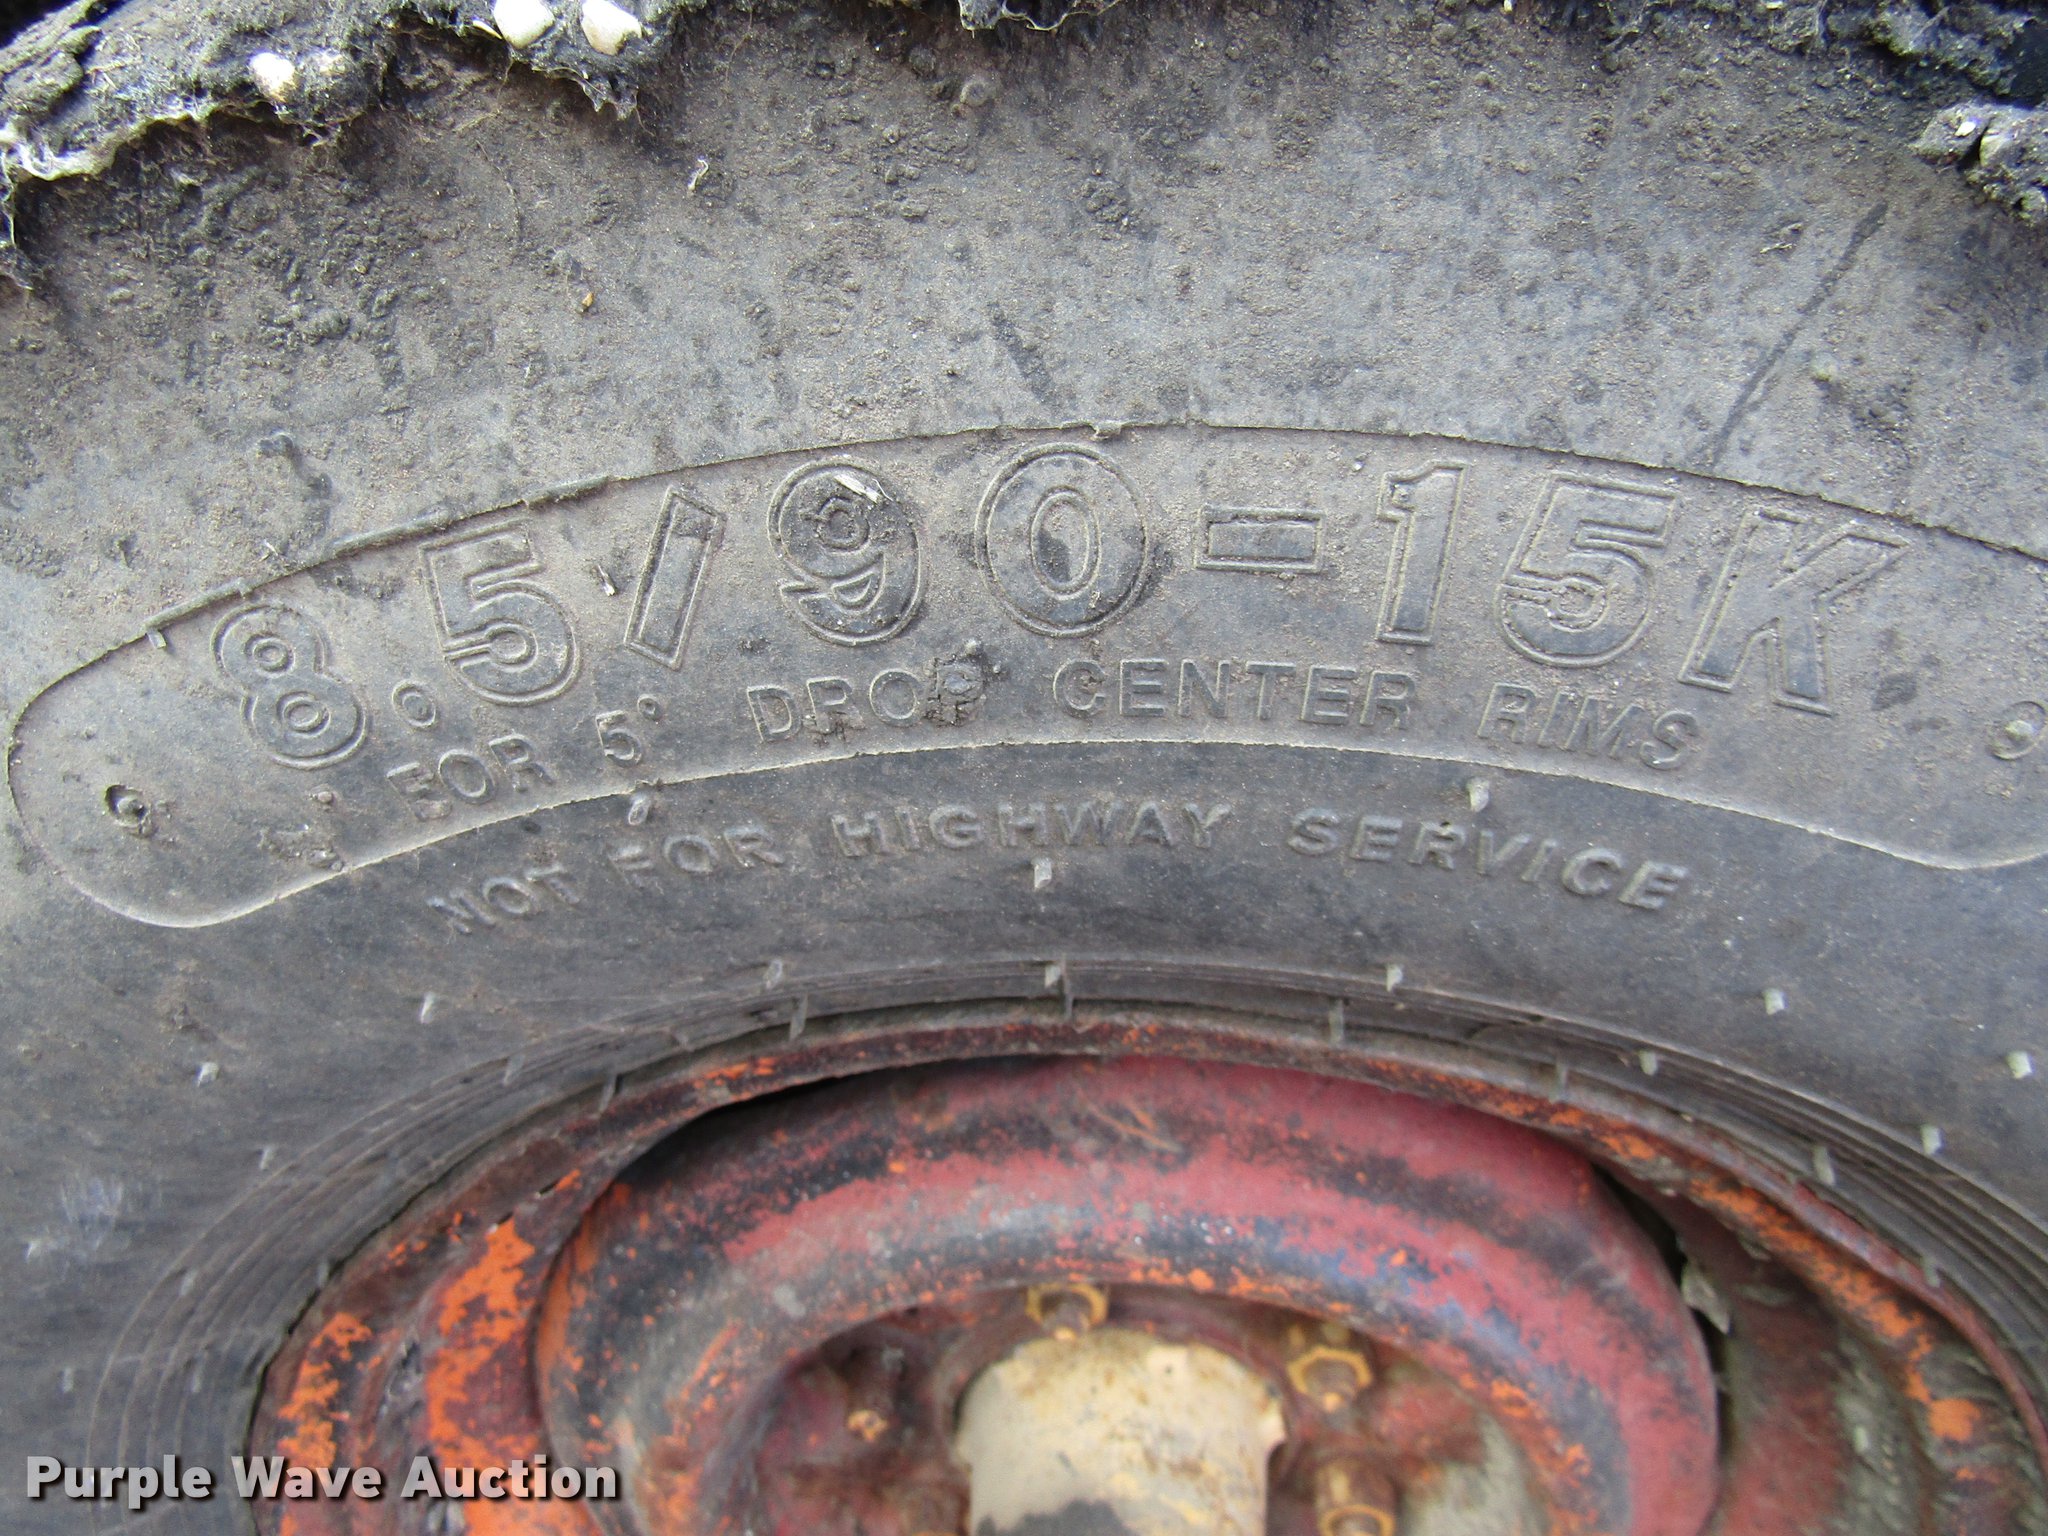 8.5/90-15K
FOR 5° DROP CENTER RIMS
NOT FOR HIGHWAY SERVICE
Purple Wave Auction